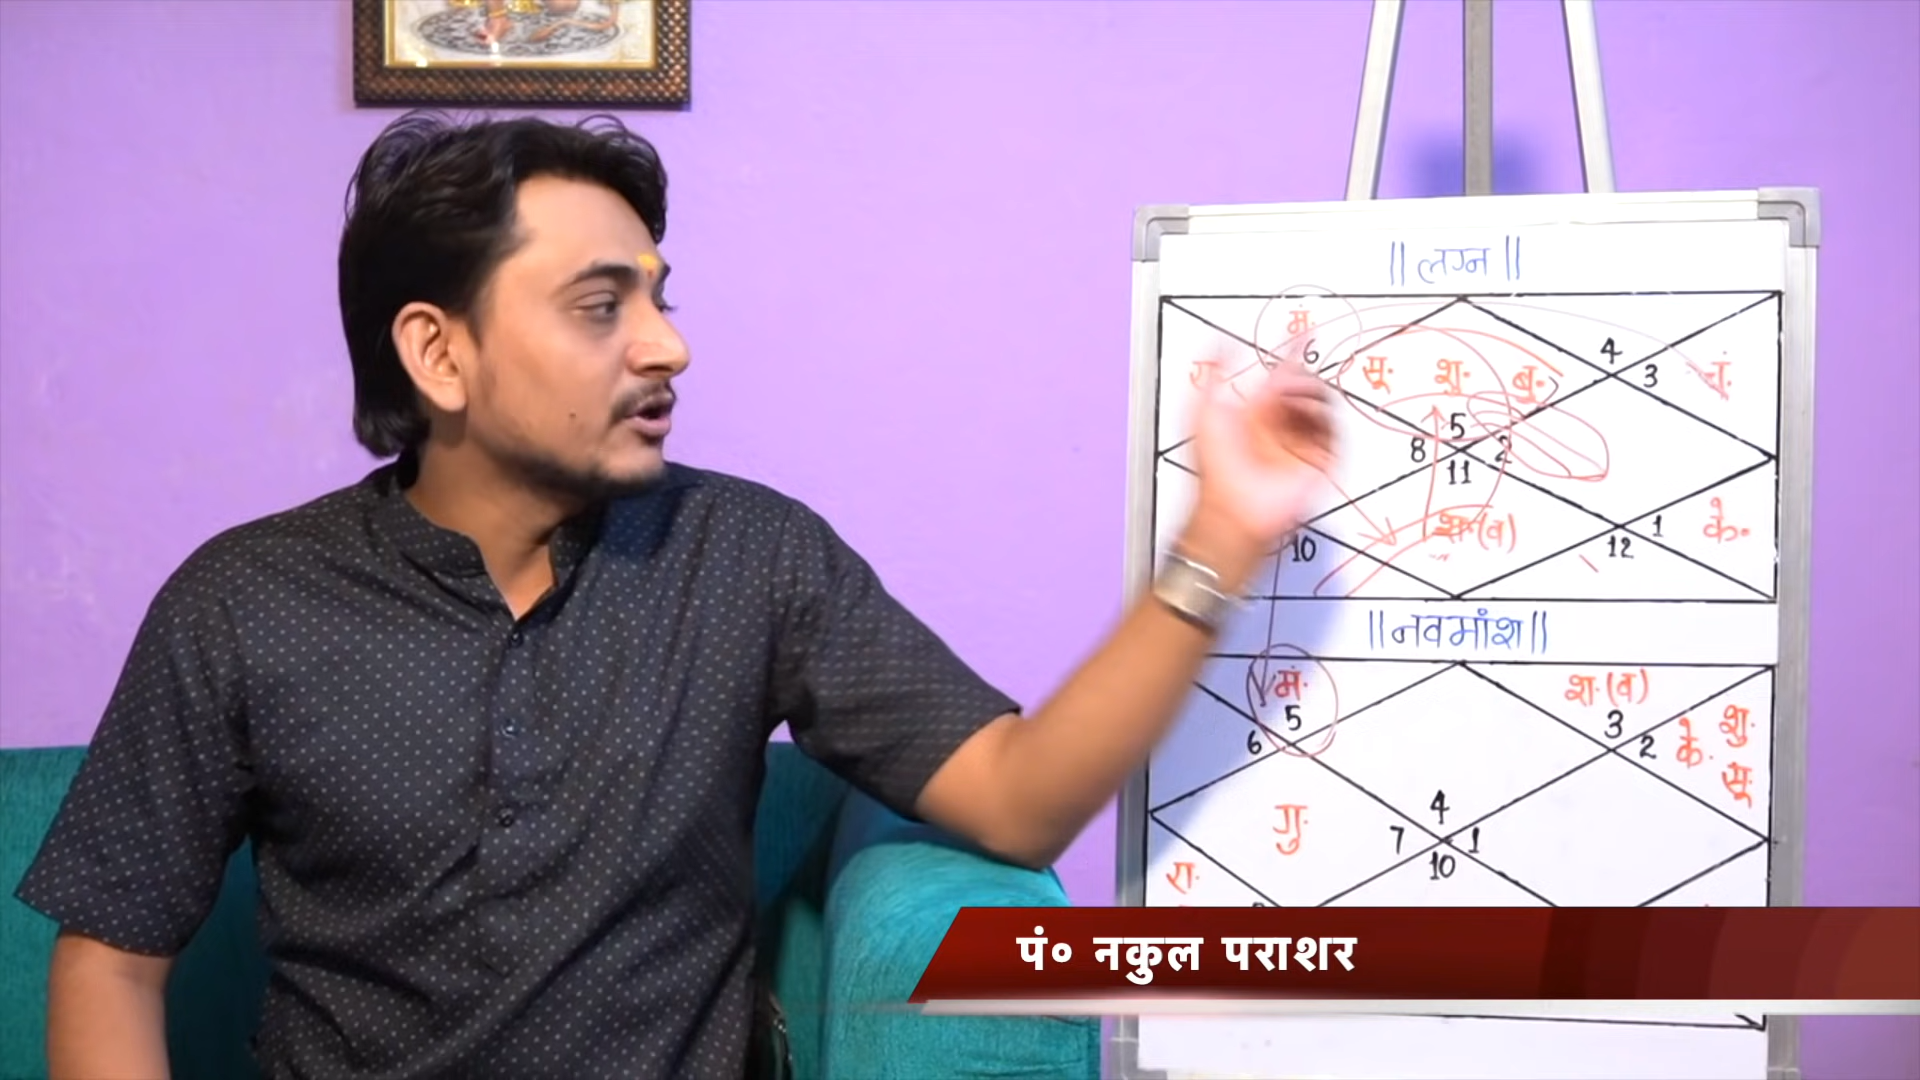 || लग्न ||
मं.
6
4
3
चं.
रा.
सू. शु. बु.
5
8
2
11
श.(व)
10
12
1
के.
|| नवमांश ||
मं.
5
6
श.(व)
3
2
के.
शु.
सू.
गु.
4
7
1
10
रा.
पं० नकुल पराशर